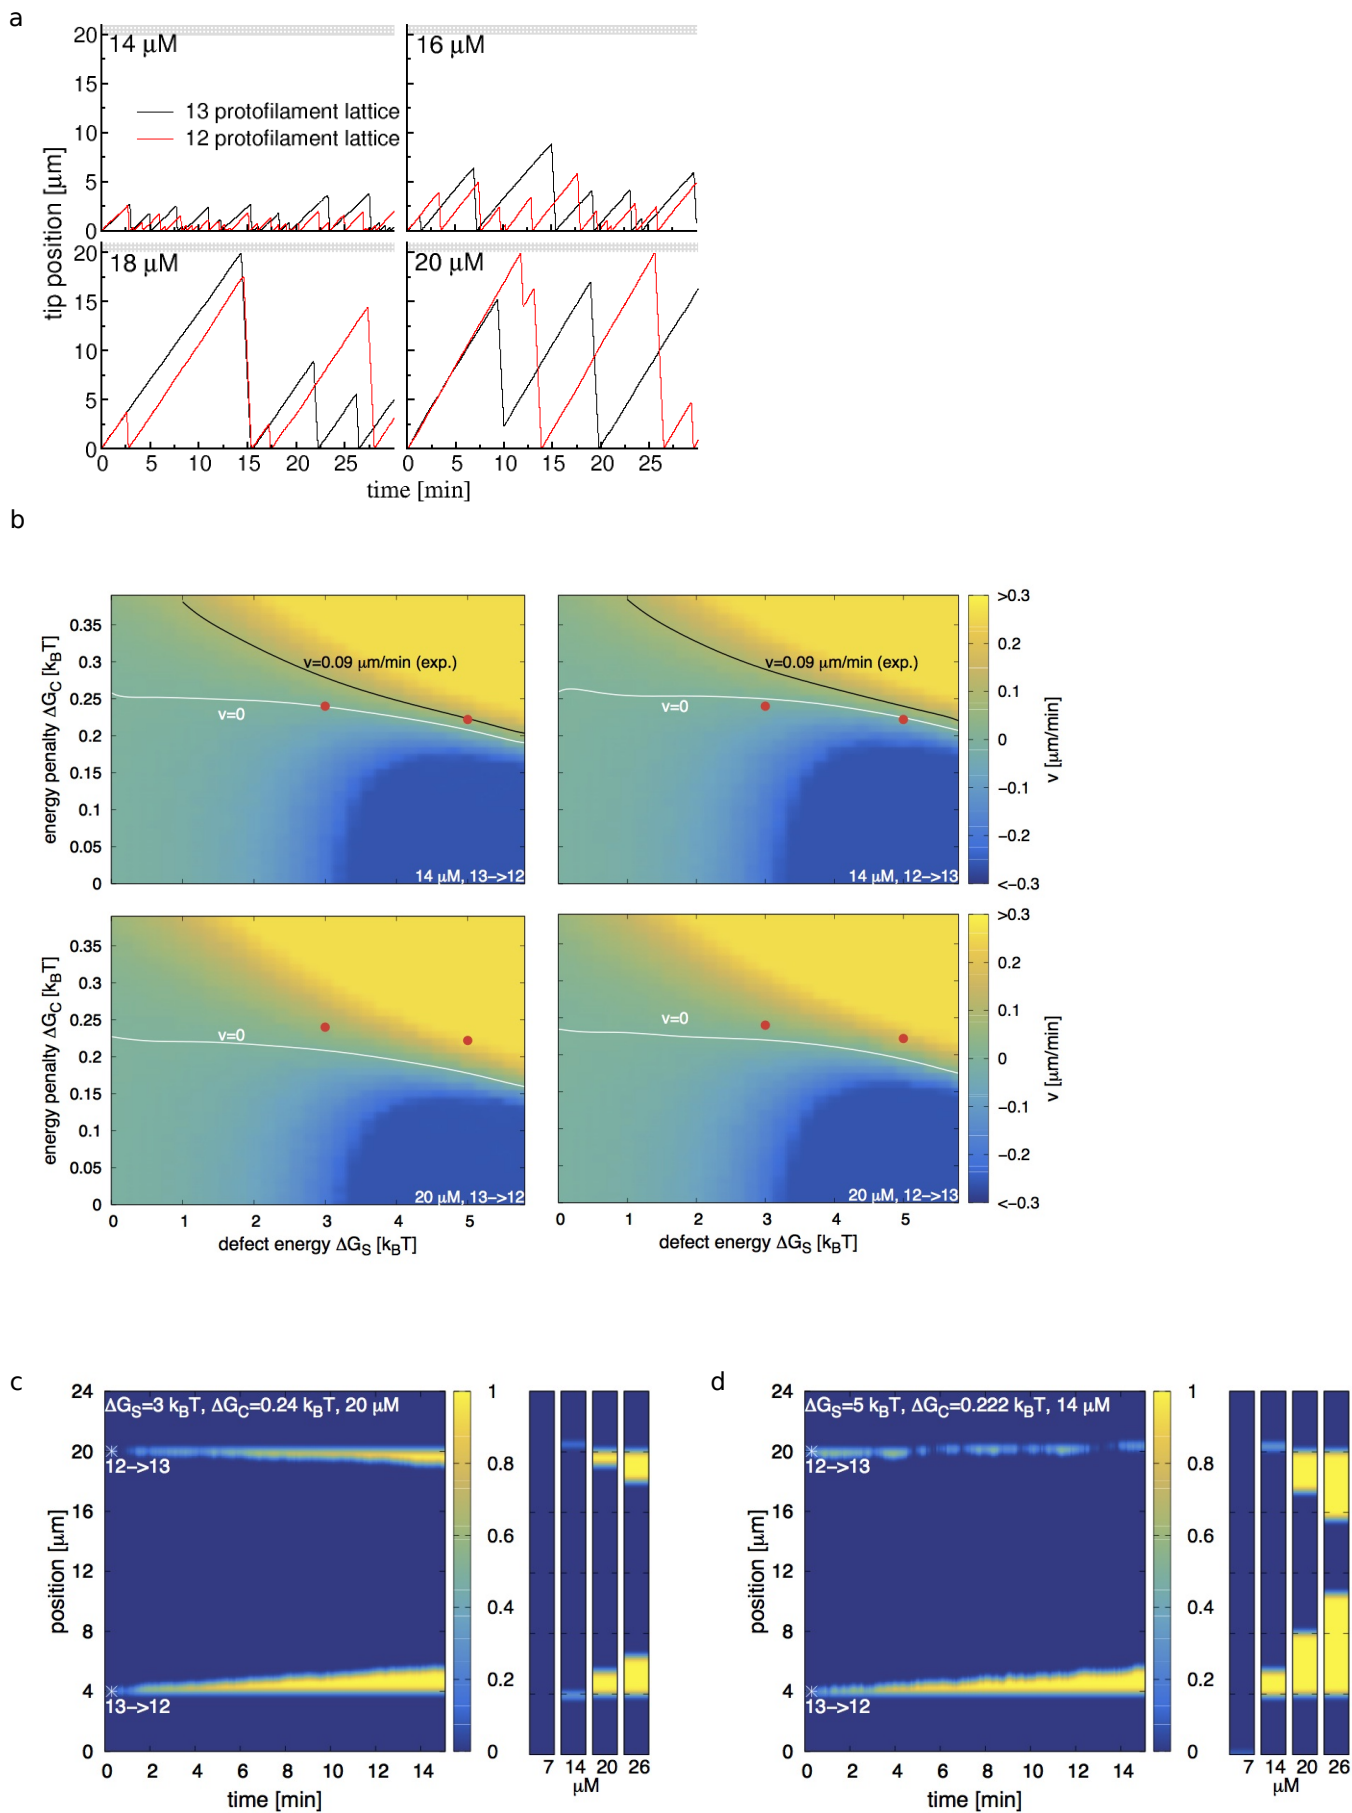 a
20
15
10
5
0
14 μM
13 protofilament lattice
12 protofilament lattice
16 μM
20
15
10
5
0
18 μM
20 μM
tip position [μm]
0 5 10 15 20 25
0 5 10 15 20 25
time [min]
b
energy penalty ΔG_C [k_BT]
0.35
0.3
0.25
0.2
0.15
0.1
0.05
0
v=0.09 μm/min (exp.)
v=0
14 μM, 13->12
v=0.09 μm/min (exp.)
v=0
14 μM, 12->13
>0.3
0.2
0.1
0
−0.1
−0.2
<−0.3
v [μm/min]
energy penalty ΔG_C [k_BT]
0.35
0.3
0.25
0.2
0.15
0.1
0.05
0
v=0
20 μM, 13->12
v=0
20 μM, 12->13
>0.3
0.2
0.1
0
−0.1
−0.2
<−0.3
v [μm/min]
0 1 2 3 4 5
0 1 2 3 4 5
defect energy ΔG_S [k_BT]
defect energy ΔG_S [k_BT]
c
position [μm]
24
20
16
12
8
4
0
ΔG_S=3 k_BT, ΔG_C=0.24 k_BT, 20 μM
12->13
13->12
0 2 4 6 8 10 12 14
time [min]
1
0.8
0.6
0.4
0.2
0
7 14 20 26
μM
d
position [μm]
24
20
16
12
8
4
0
ΔG_S=5 k_BT, ΔG_C=0.222 k_BT, 14 μM
12->13
13->12
0 2 4 6 8 10 12 14
time [min]
1
0.8
0.6
0.4
0.2
0
7 14 20 26
μM